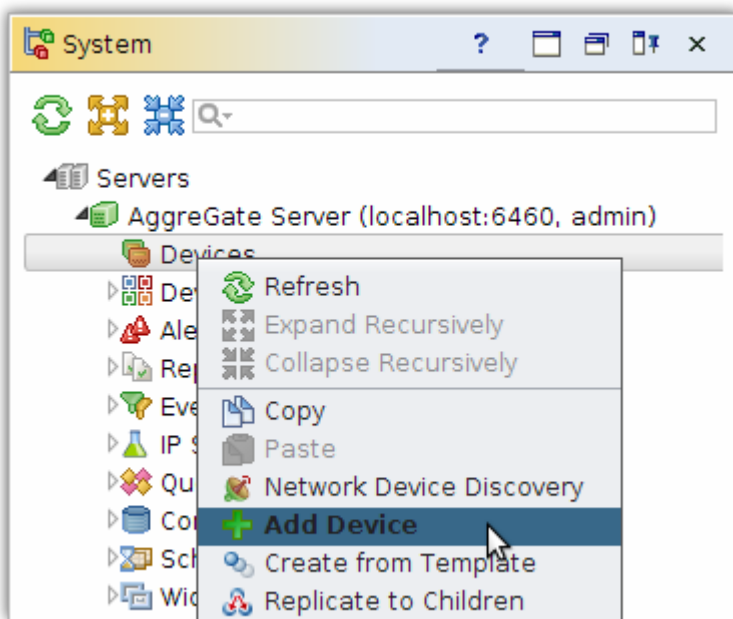 System
?
Servers
AggreGate Server (localhost:6460, admin)
Devices
Refresh
Expand Recursively
Collapse Recursively
Copy
Paste
Network Device Discovery
Add Device
Create from Template
Replicate to Children